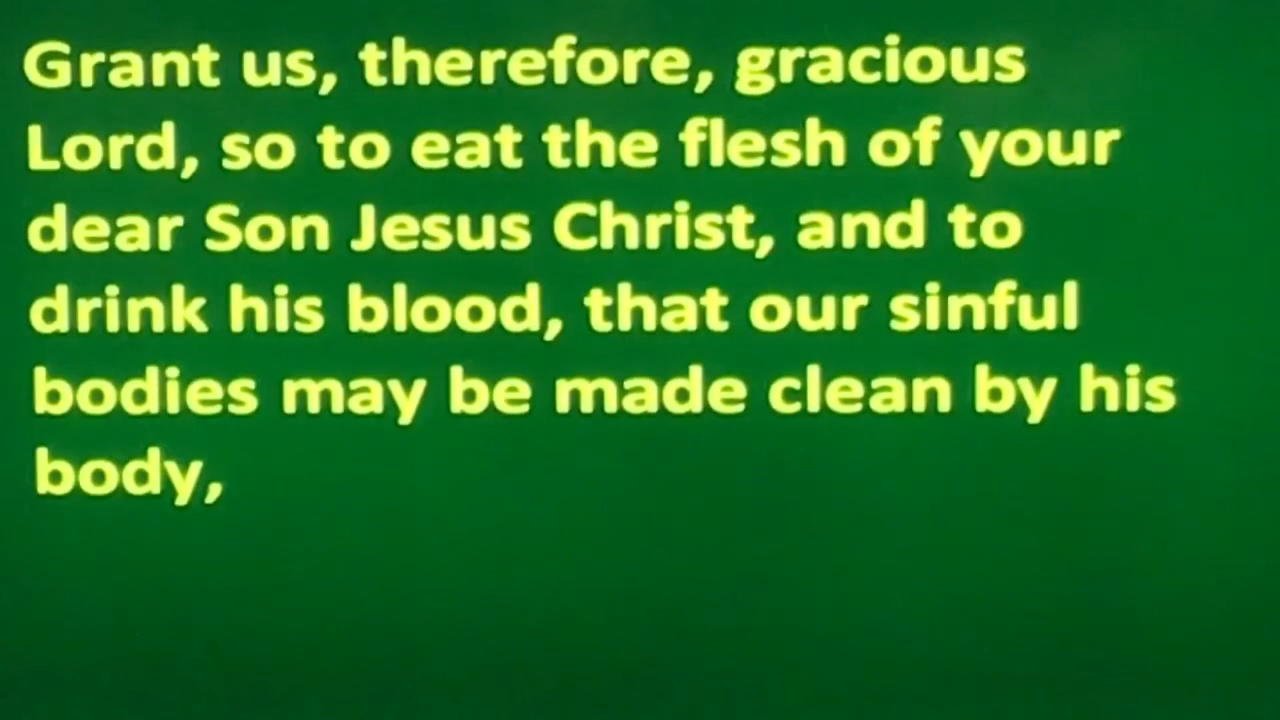 Grant us, therefore, gracious
Lord, so to eat the flesh of your
dear Son Jesus Christ, and to
drink his blood, that our sinful
bodies may be made clean by his
body,